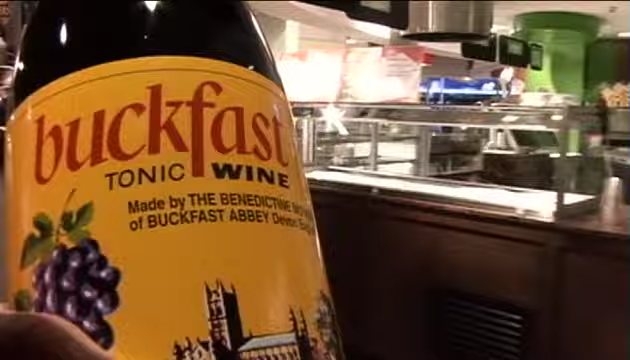 buckfast
TONIC WINE
Made by THE BENEDICTINE
of BUCKFAST ABBEY Devon